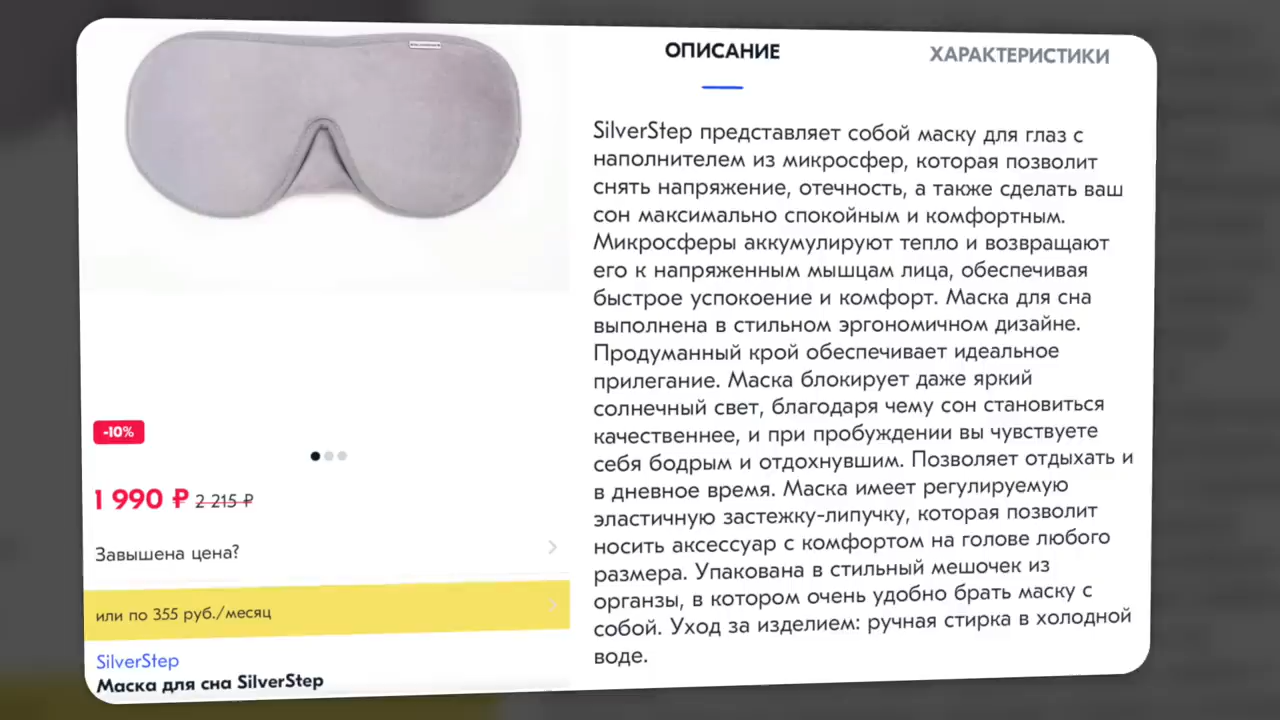 -10%
1 990 ₽ 2 215 ₽
Завышена цена?
или по 355 руб./месяц
SilverStep
Маска для сна SilverStep
ОПИСАНИЕ
ХАРАКТЕРИСТИКИ
SilverStep представляет собой маску для глаз с
наполнителем из микросфер, которая позволит
снять напряжение, отечность, а также сделать ваш
сон максимально спокойным и комфортным.
Микросферы аккумулируют тепло и возвращают
его к напряженным мышцам лица, обеспечивая
быстрое успокоение и комфорт. Маска для сна
выполнена в стильном эргономичном дизайне.
Продуманный крой обеспечивает идеальное
прилегание. Маска блокирует даже яркий
солнечный свет, благодаря чему сон становиться
качественнее, и при пробуждении вы чувствуете
себя бодрым и отдохнувшим. Позволяет отдыхать и
в дневное время. Маска имеет регулируемую
эластичную застежку-липучку, которая позволит
носить аксессуар с комфортом на голове любого
размера. Упакована в стильный мешочек из
органзы, в котором очень удобно брать маску с
собой. Уход за изделием: ручная стирка в холодной
воде.